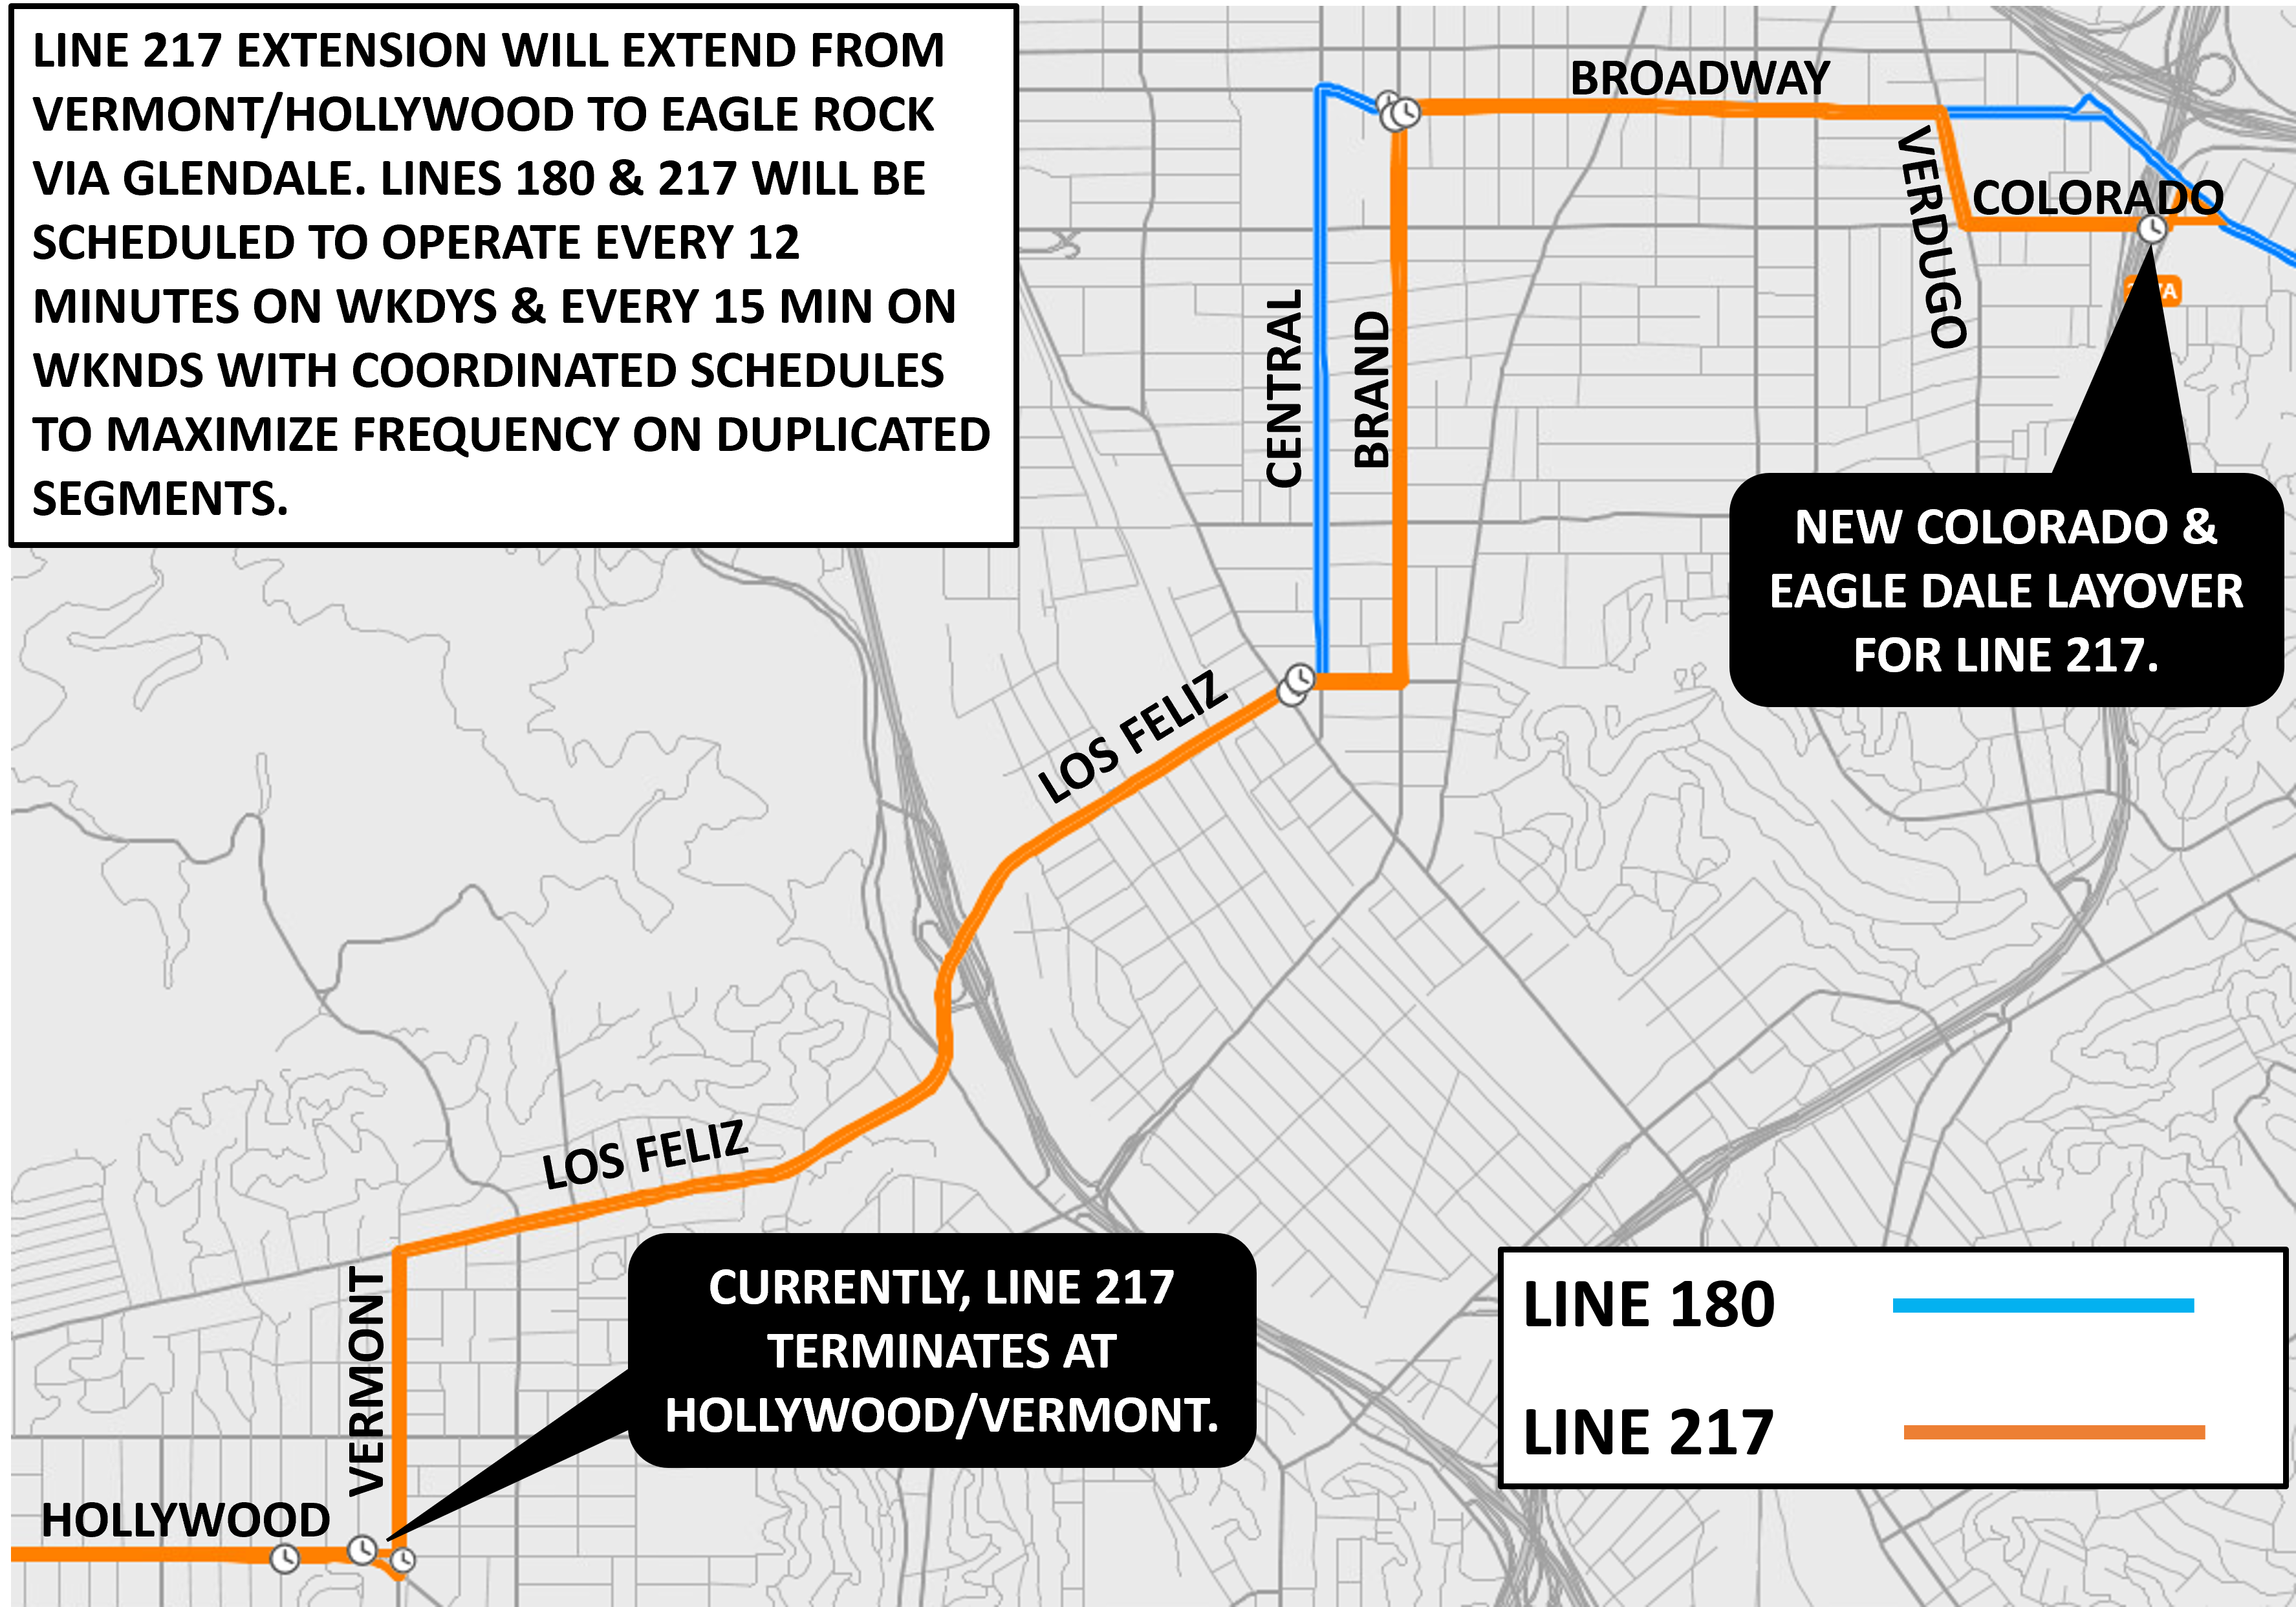 LINE 217 EXTENSION WILL EXTEND FROM
VERMONT/HOLLYWOOD TO EAGLE ROCK
VIA GLENDALE. LINES 180 & 217 WILL BE
SCHEDULED TO OPERATE EVERY 12
MINUTES ON WKDYS & EVERY 15 MIN ON
WKNDS WITH COORDINATED SCHEDULES
TO MAXIMIZE FREQUENCY ON DUPLICATED
SEGMENTS.
BROADWAY
VERDUGO
COLORADO
CENTRAL
BRAND
NEW COLORADO &
EAGLE DALE LAYOVER
FOR LINE 217.
LOS FELIZ
LOS FELIZ
VERMONT
CURRENTLY, LINE 217
TERMINATES AT
HOLLYWOOD/VERMONT.
HOLLYWOOD
LINE 180
LINE 217